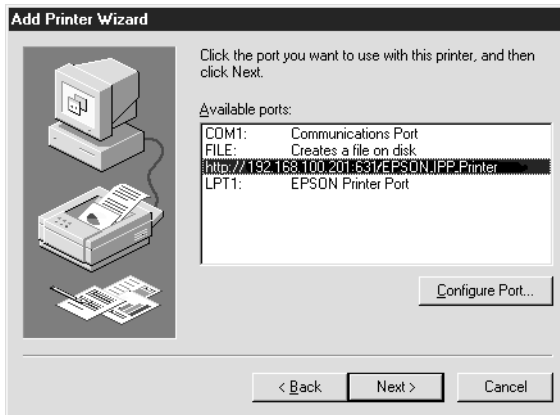 Add Printer Wizard
Click the port you want to use with this printer, and then
click Next.
Available ports:
COM1: Communications Port
FILE: Creates a file on disk
http://192.168.100.201:631/EPSON_IPP_Printer
LPT1: EPSON Printer Port
Configure Port...
< Back
Next >
Cancel